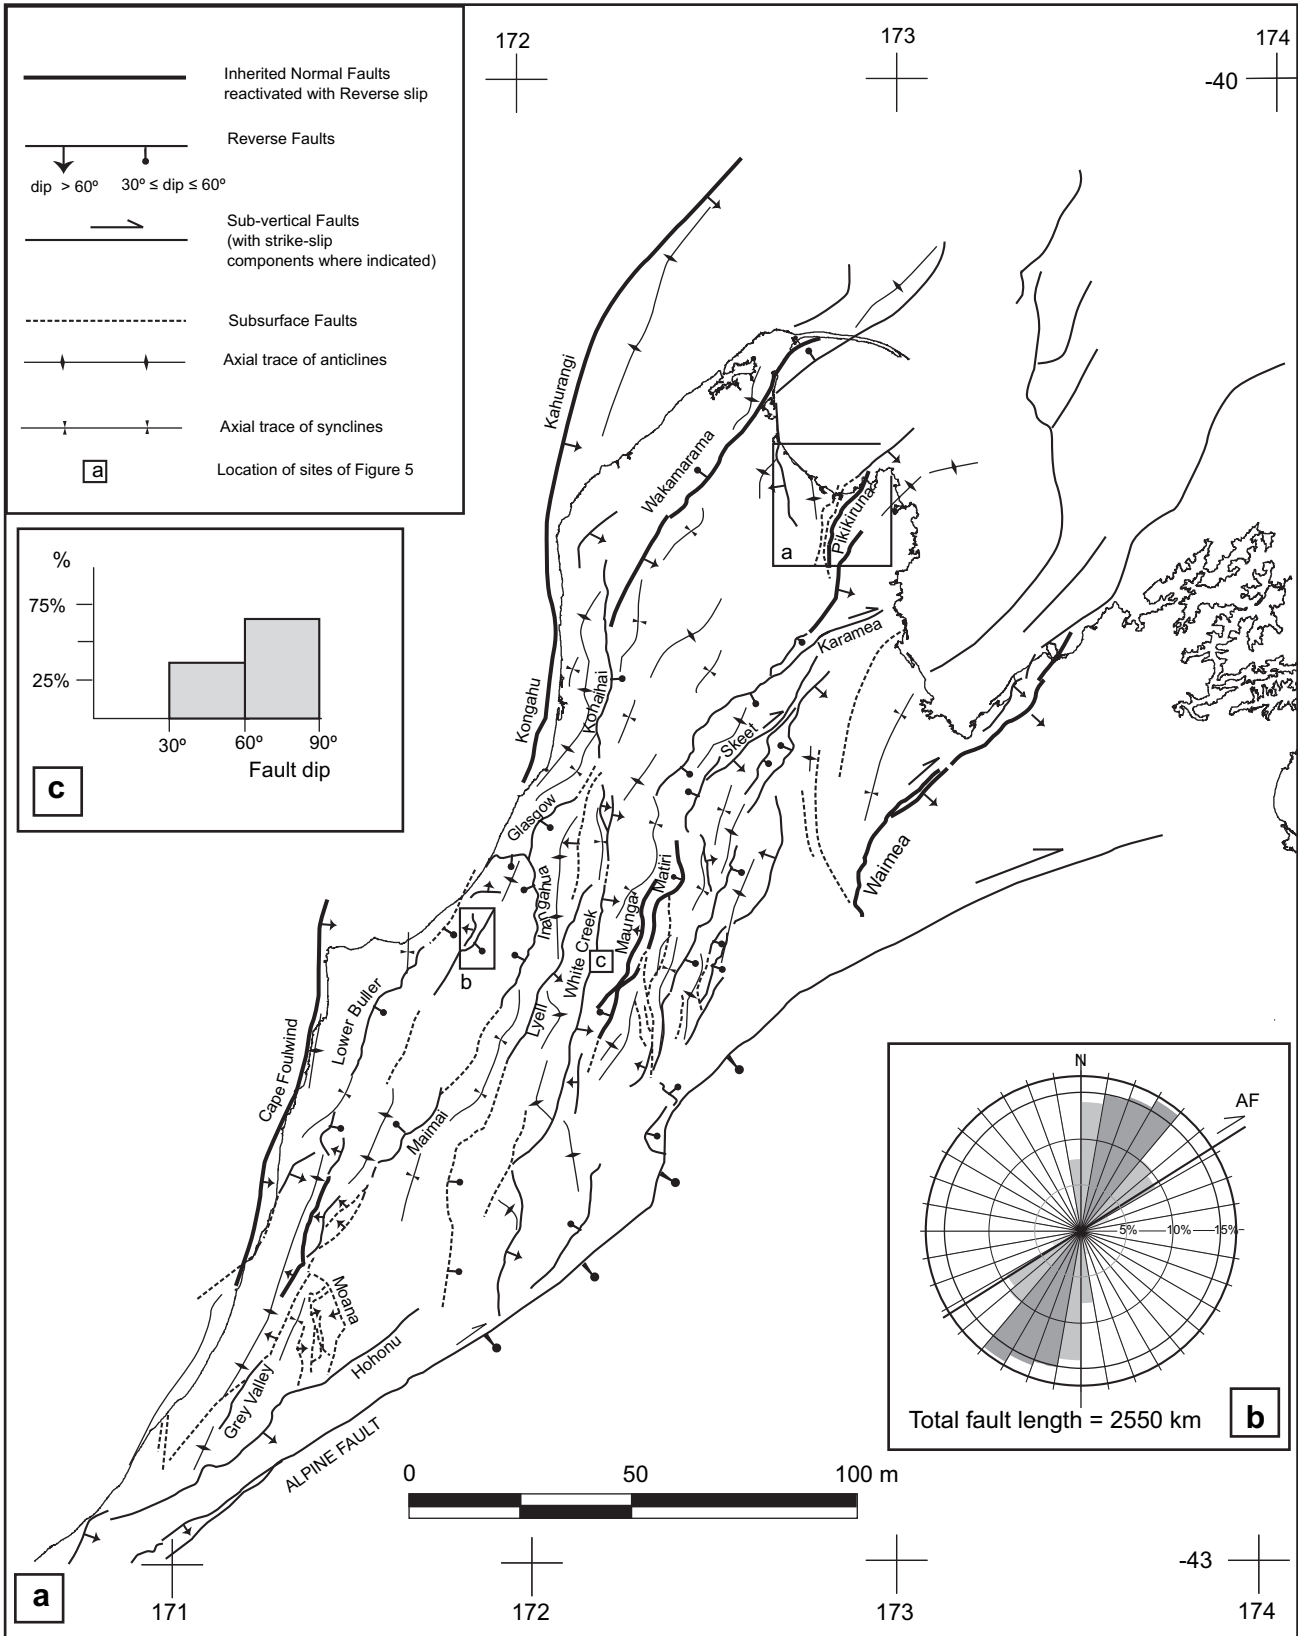 172
173
174
-40
Inherited Normal Faults
reactivated with Reverse slip
Reverse Faults
dip > 60º
30º ≤ dip ≤ 60º
Sub-vertical Faults
(with strike-slip
components where indicated)
Subsurface Faults
Axial trace of anticlines
Axial trace of synclines
a
Location of sites of Figure 5
%
75%
25%
30º
60º
90º
Fault dip
c
Kahurangi
Wakamarama
Pikikiruna
a
Karamea
Kongahu
Kohaihai
Skeet
Glasgow
Waimea
Matiri
Maunga
Inangahua
White Creek
c
b
Lyell
Lower Buller
Cape Foulwind
Maimai
Moana
Hohonu
Grey Valley
ALPINE FAULT
N
AF
5%
10%
15%
Total fault length = 2550 km
b
0
50
100 m
-43
a
171
172
173
174